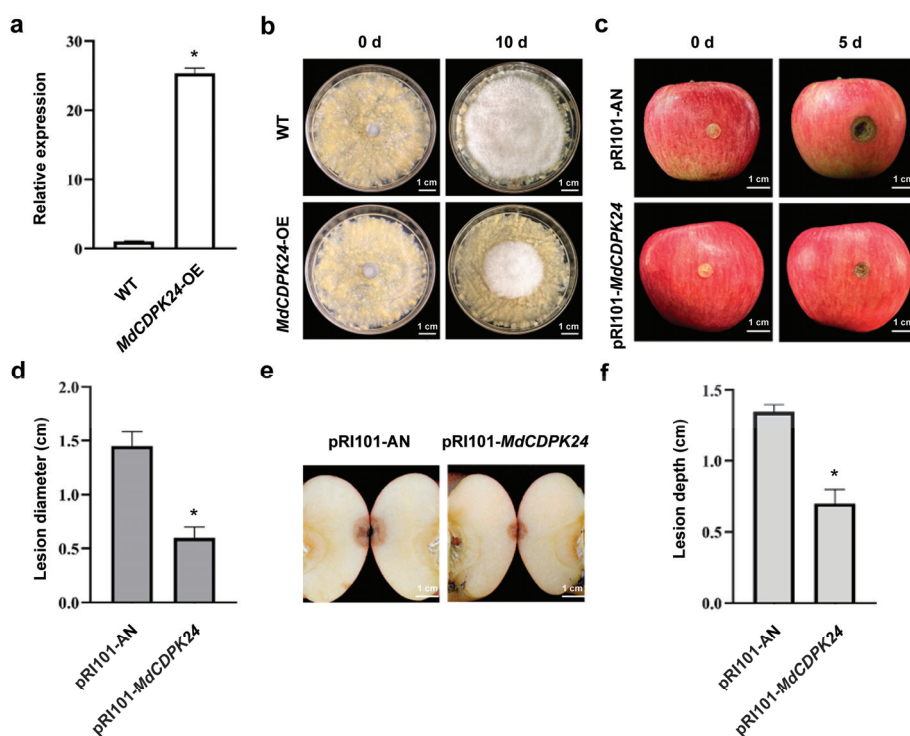 a
Relative expression
30
20
10
0
WT
MdCDPK24-OE
*
b
0 d
10 d
WT
MdCDPK24-OE
1 cm
1 cm
1 cm
1 cm
c
0 d
5 d
pRI101-AN
pRI101-MdCDPK24
1 cm
1 cm
1 cm
1 cm
d
Lesion diameter (cm)
2.0
1.5
1.0
0.5
0.0
*
pRI101-AN
pRI101-MdCDPK24
e
pRI101-AN
pRI101-MdCDPK24
1 cm
1 cm
f
Lesion depth (cm)
1.5
1.0
0.5
0.0
*
pRI101-AN
pRI101-MdCDPK24